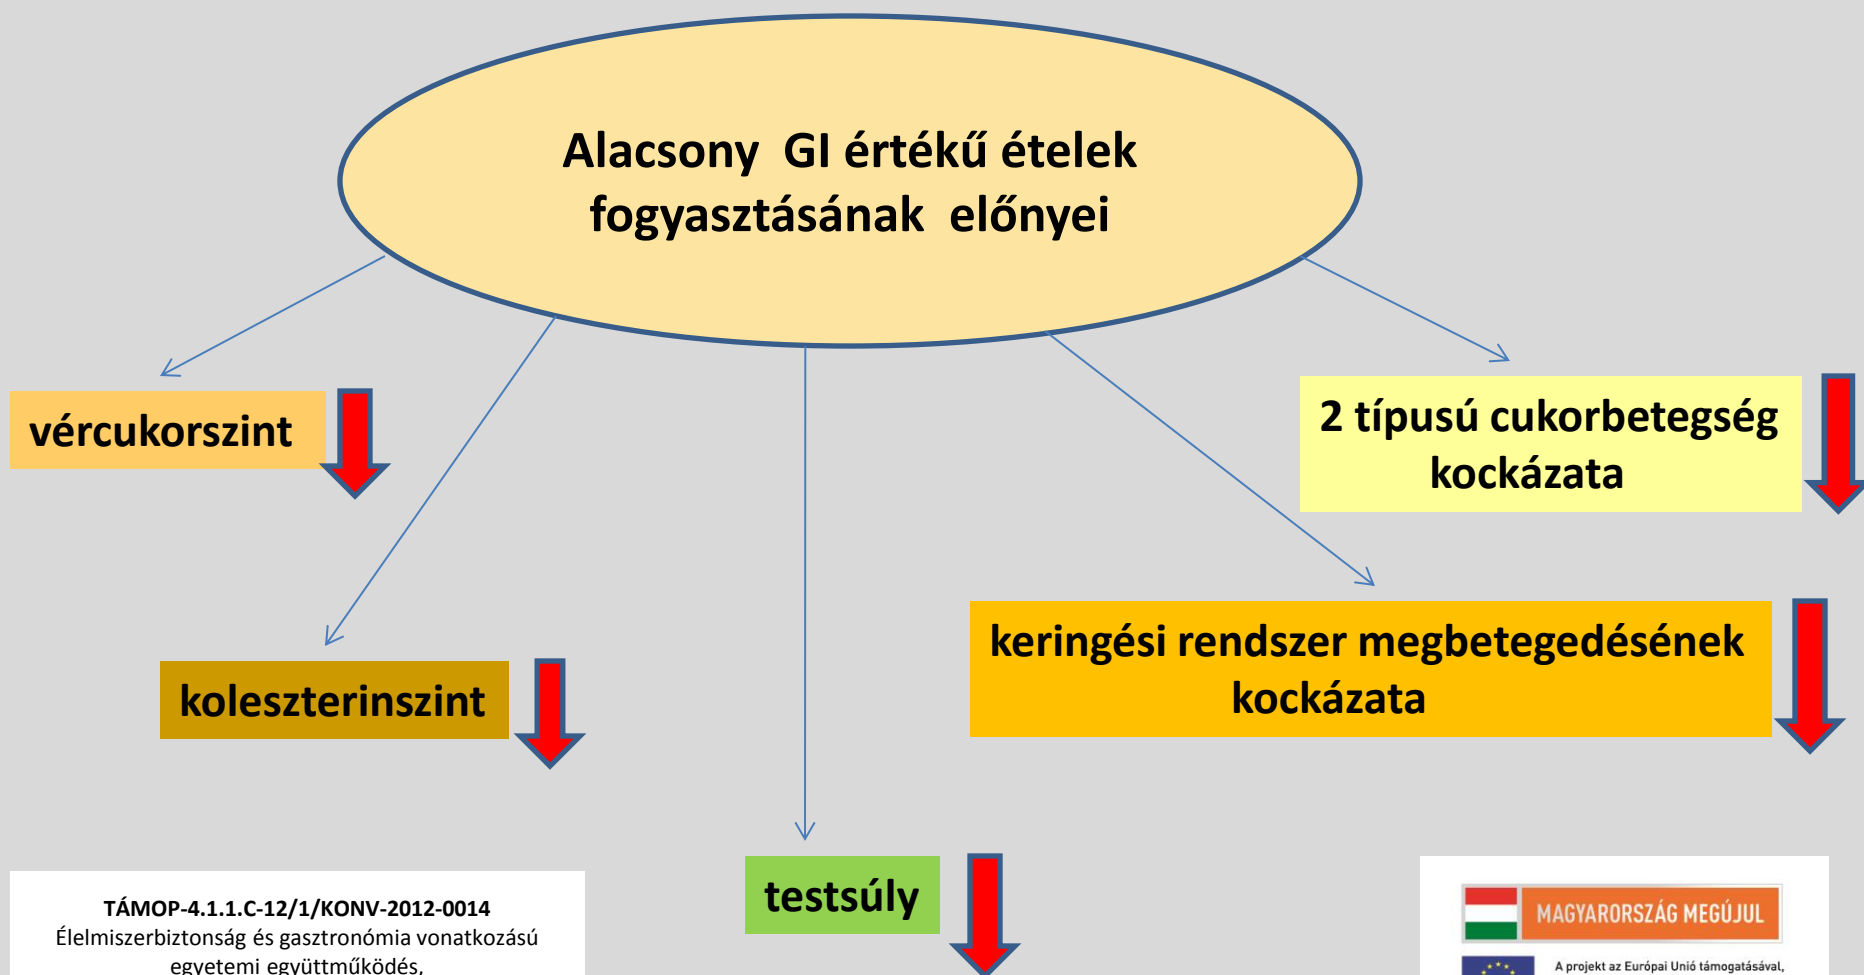 Alacsony GI értékű ételek
fogyasztásának előnyei
vércukorszint
2 típusú cukorbetegség
kockázata
koleszterinszint
keringési rendszer megbetegedésének
kockázata
testsúly
TÁMOP-4.1.1.C-12/1/KONV-2012-0014
Élelmiszerbiztonság és gasztronómia vonatkozású
egyetemi együttműködés,
MAGYARORSZÁG MEGÚJUL
A projekt az Európai Unió támogatásával,